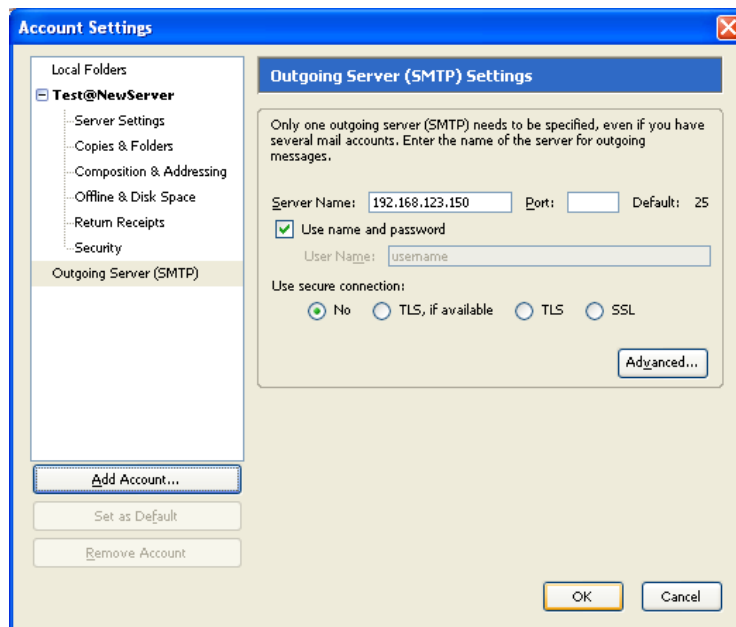 Account Settings
Local Folders
Test@NewServer
Server Settings
Copies & Folders
Composition & Addressing
Offline & Disk Space
Return Receipts
Security
Outgoing Server (SMTP)
Add Account...
Set as Default
Remove Account
Outgoing Server (SMTP) Settings
Only one outgoing server (SMTP) needs to be specified, even if you have
several mail accounts. Enter the name of the server for outgoing
messages.
Server Name: 192.168.123.150 Port: Default: 25
Use name and password
User Name: username
Use secure connection:
No TLS, if available TLS SSL
Advanced...
OK Cancel